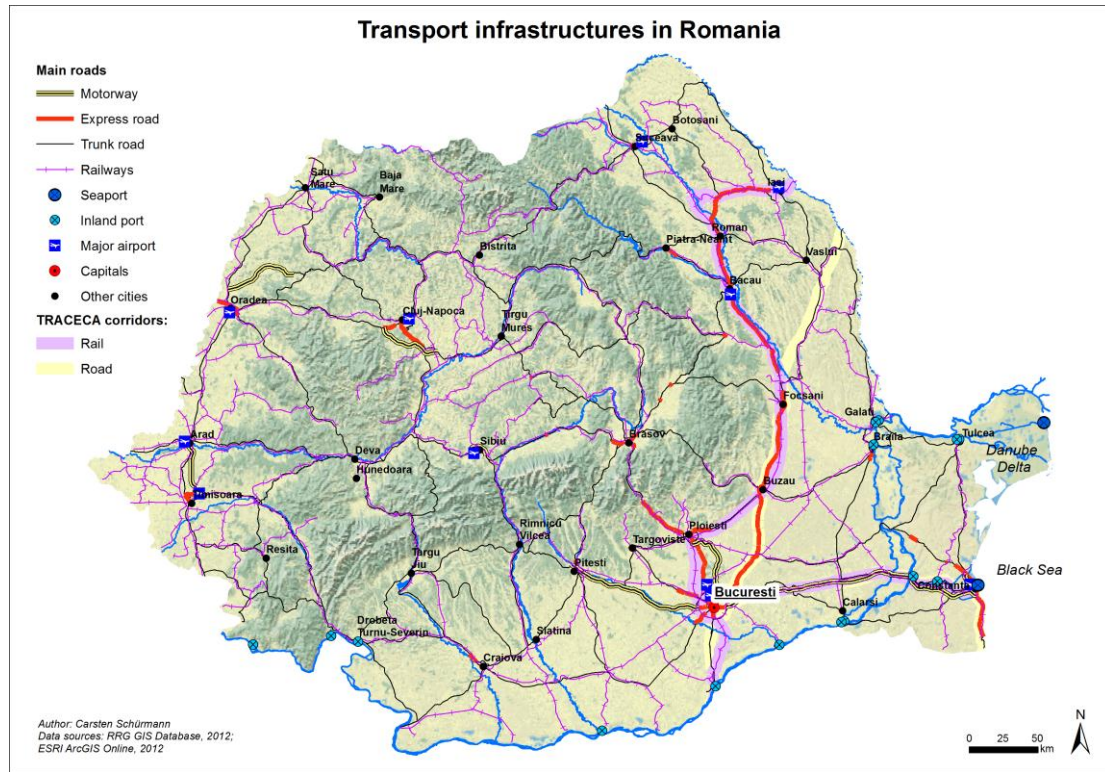 Transport infrastructures in Romania
Main roads
Motorway
Express road
Trunk road
Railways
Seaport
Inland port
Major airport
Capitals
Other cities
TRACECA corridors:
Rail
Road
Botosani
Suceava
Satu
Mare
Baja
Mare
Iasi
Roman
Piatra-Neamt
Vaslui
Bistrita
Bacau
Oradea
Cluj-Napoca
Tirgu
Mures
Focsani
Galati
Braila
Tulcea
Danube
Delta
Arad
Sibiu
Brasov
Deva
Hunedoara
Timisoara
Buzau
Rimnicu
Vilcea
Ploiesti
Targoviste
Resita
Targu
Jiu
Pitesti
Black Sea
Constanta
Bucuresti
Calarsi
Drobeta
Turnu-Severin
Slatina
Craiova
Author: Carsten Schürmann
Data sources: RRG GIS Database, 2012;
ESRI ArcGIS Online, 2012
N
0 25 50
km